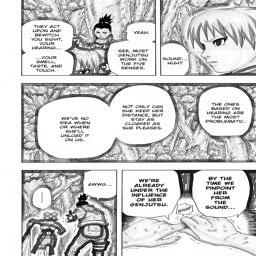 SOUND...
HUH?
YEAH.
SEE, MOST
GENJUTSU
WORK ON
THE FIVE
SENSES.
THEY ACT
UPON AND
BEWITCH
YOU SIGHT,
YOUR
HEARING...
...YOUR
SMELL,
TASTE, AND
TOUCH.
THE ONES
BASED ON
HEARING
ARE THE MOST
PROBLEMATIC.
NOT ONLY CAN
SHE KEEP HER
DISTANCE, BUT
STAY AS
CLOAKED AS
SHE PLEASES.
WE'VE NO
IDEA WHEN
OR WHERE
SHE'LL
UNLOAD IT
ON US.
BY THE
TIME WE
PINPOINT
HER
FROM
THE
SOUND...
WE'RE
ALREADY
UNDER THE
INFLUENCE
OF HER
GENJUTSU.
AWWG...